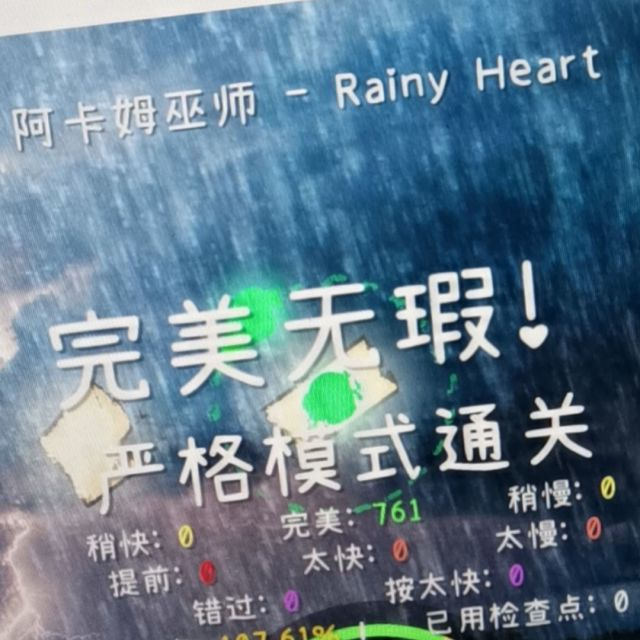 阿卡姆巫师 - Rainy Heart
完美无瑕!
严格模式通关
稍快: 0 完美: 761 稍慢: 0
提前: 0 太快: 0 太慢: 0
错过: 0 按太快: 0 已用检查点: 0
107.61%